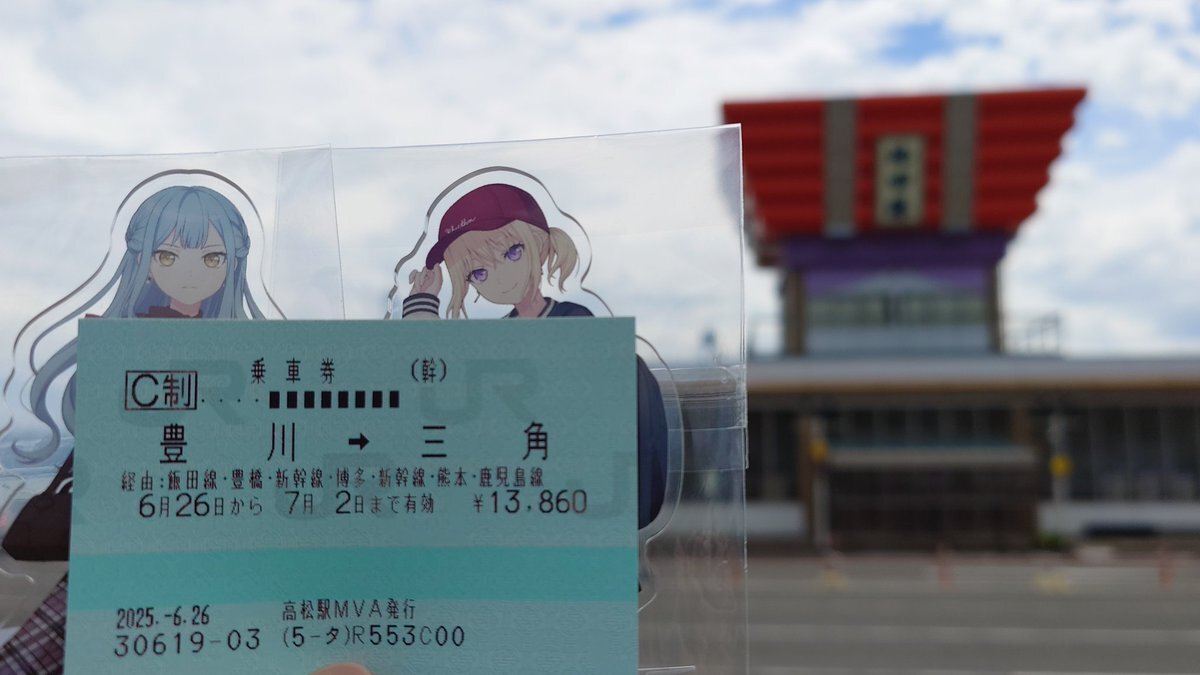 乗車券 (幹)
C制 ････■■■■■■■■
豊川 → 三角
経由:飯田線・豊橋・新幹線・博多・新幹線・熊本・鹿児島線
6月26日から 7月 2日まで有効 ¥13,860
2025.-6.26 高松駅MVA発行
30619-03 (5-タ)R553C00